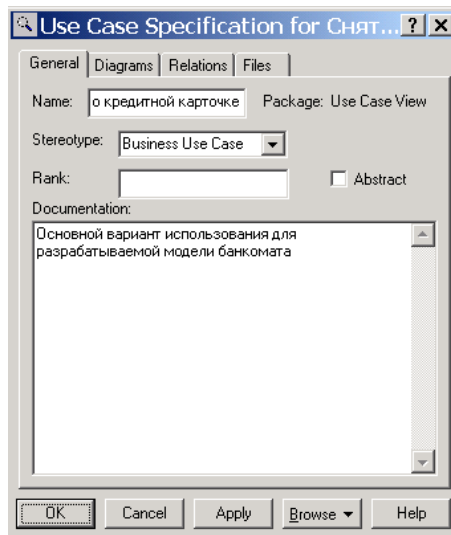 Use Case Specification for Снят...
General Diagrams Relations Files
Name: о кредитной карточке Package: Use Case View
Stereotype: Business Use Case
Rank: Abstract
Documentation:
Основной вариант использования для
разрабатываемой модели банкомата
OK Cancel Apply Browse Help